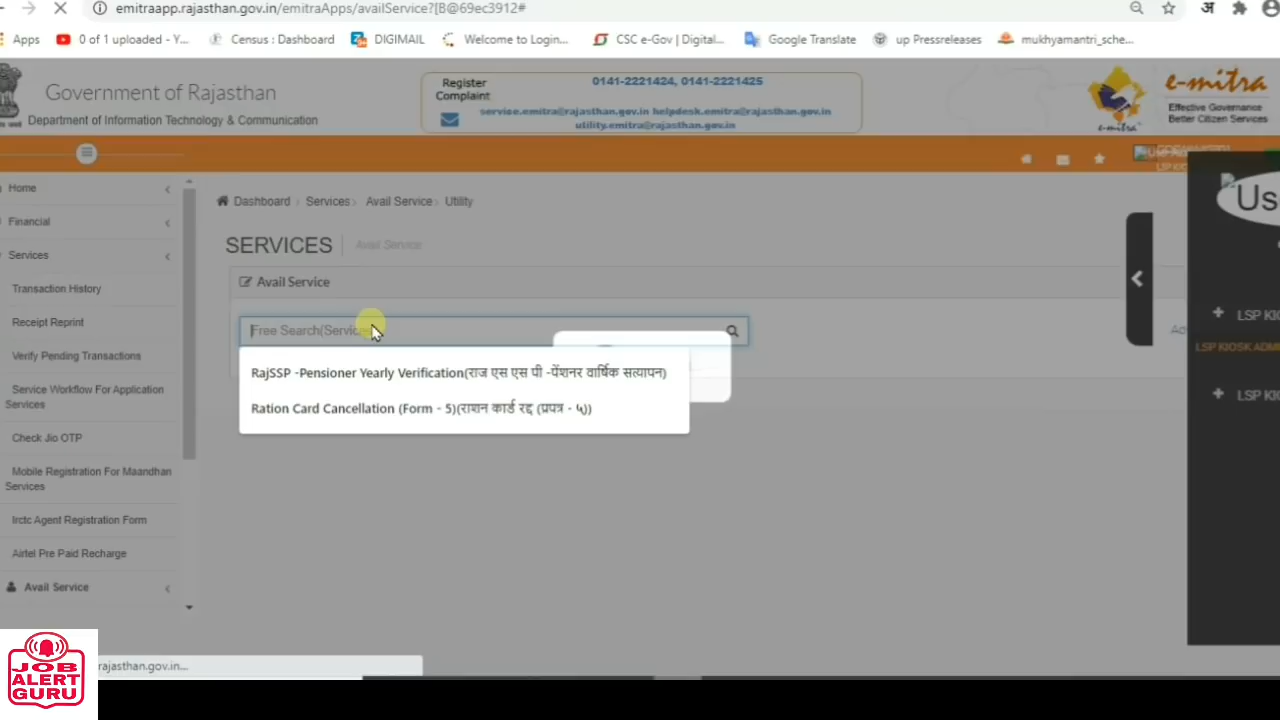 emitraapp.rajasthan.gov.in/emitraApps/availService?[B@69ec3912#
अ
Apps
0 of 1 uploaded - Y...
Census : Dashboard
DIGIMAIL
Welcome to Login...
CSC e-Gov | Digital...
Google Translate
up Pressreleases
mukhyamantri_sche...
Government of Rajasthan
Department of Information Technology & Communication
Register
Complaint
0141-2221424, 0141-2221425
service.emitra@rajasthan.gov.in helpdesk.emitra@rajasthan.gov.in
utility.emitra@rajasthan.gov.in
e-mitra
e-mitra
Effective Governance
Better Citizen Services
Home
Financial
Services
Transaction History
Receipt Reprint
Verify Pending Transactions
Service Workflow For Application
Services
Check Jio OTP
Mobile Registration For Maandhan
Services
Irctc Agent Registration Form
Airtel Pre Paid Recharge
Avail Service
Dashboard
Services
Avail Service
Utility
SERVICES
Avail Service
Avail Service
Free Search(Service
RajSSP -Pensioner Yearly Verification(राज एस एस पी -पेंशनर वार्षिक सत्यापन)
Ration Card Cancellation (Form - 5)(राशन कार्ड रद्द (प्रपत्र - ५))
Us
LSP KIO
LSP KIOSK ADMI
LSP KIO
rajasthan.gov.in...
JOB
ALERT
GURU